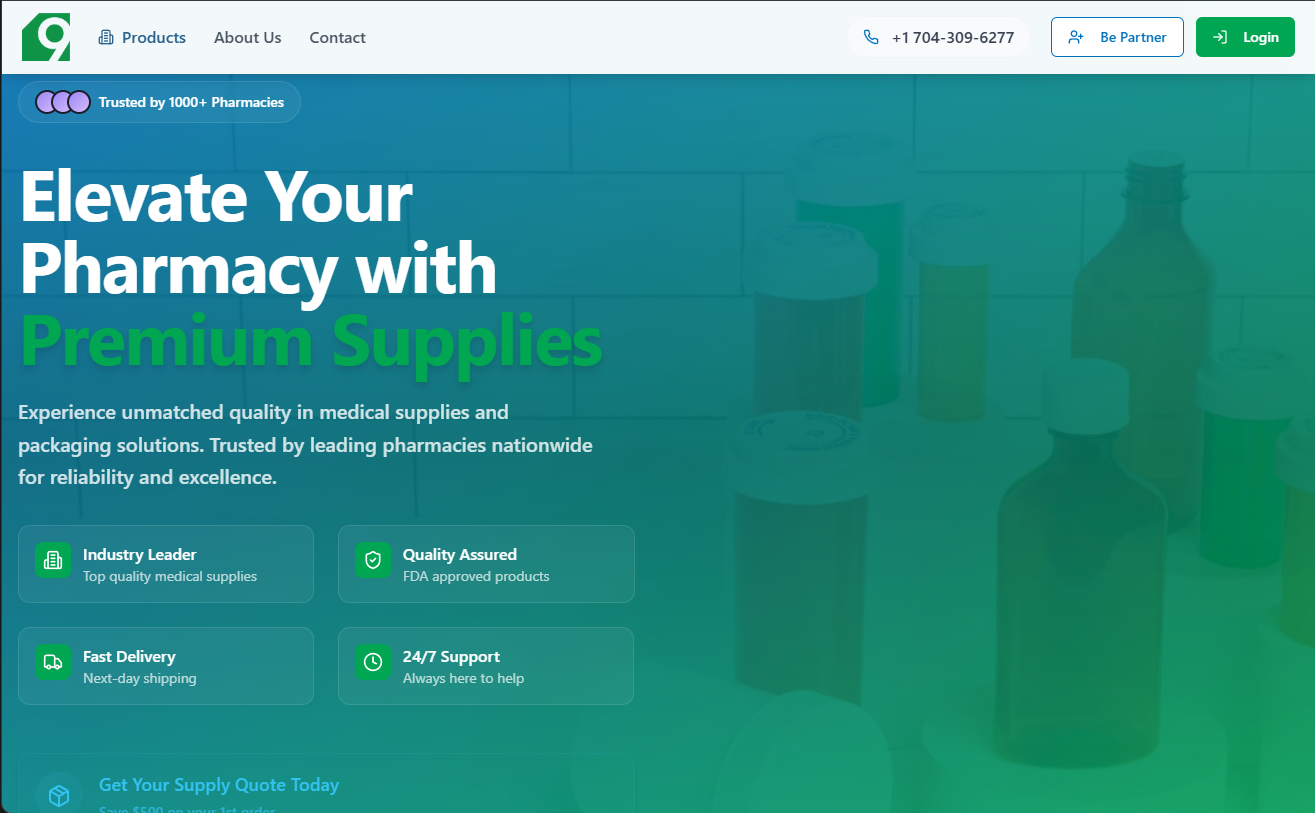 9
Products
About Us
Contact
+1 704-309-6277
Be Partner
Login
Trusted by 1000+ Pharmacies
Elevate Your
Pharmacy with
Premium Supplies
Experience unmatched quality in medical supplies and
packaging solutions. Trusted by leading pharmacies nationwide
for reliability and excellence.
Industry Leader
Top quality medical supplies
Quality Assured
FDA approved products
Fast Delivery
Next-day shipping
24/7 Support
Always here to help
Get Your Supply Quote Today
Save $500 on your 1st order